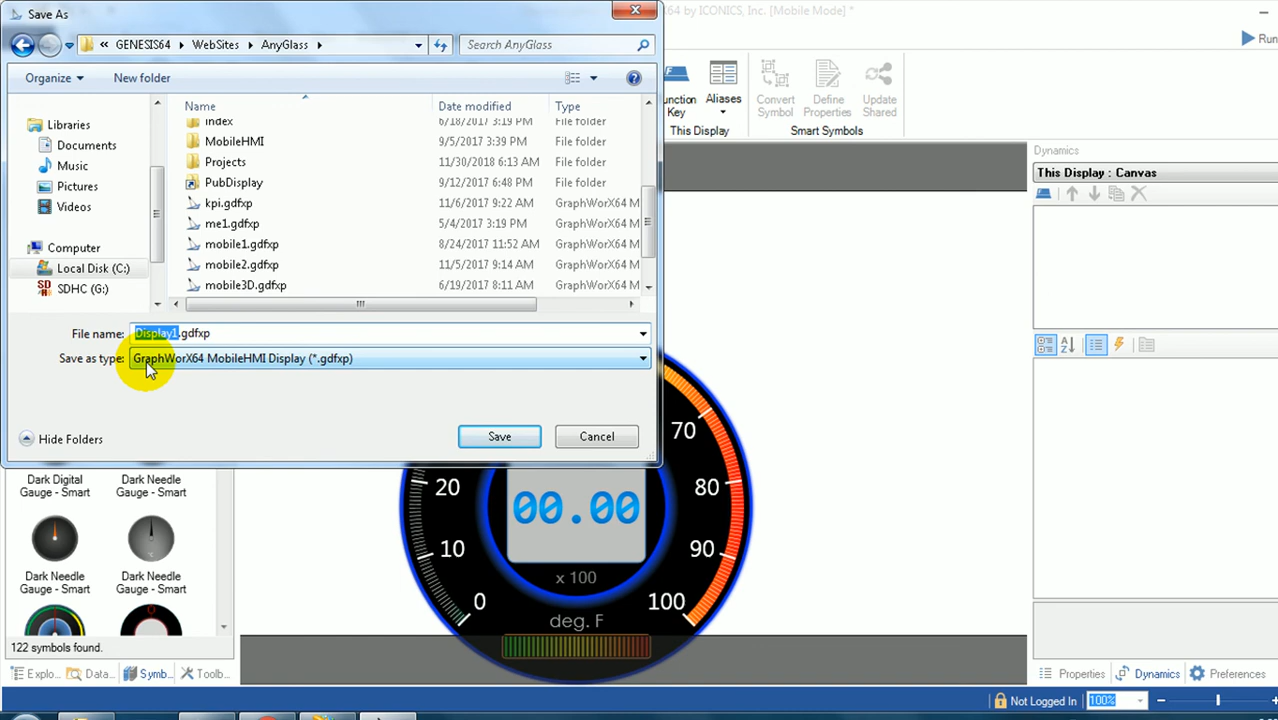 Save As
64 by ICONICS, Inc. [Mobile Mode] *
« GENESIS64 ▸ WebSites ▸ AnyGlass ▸
Search AnyGlass
Run
Organize
New folder
Name
Date modified
Type
index
6/18/2017 3:19 PM
File folder
MobileHMI
9/5/2017 3:39 PM
File folder
Projects
11/30/2018 6:13 AM
File folder
PubDisplay
9/12/2017 6:48 PM
File folder
kpi.gdfxp
11/6/2017 9:22 AM
GraphWorX64 M
me1.gdfxp
5/4/2017 3:19 PM
GraphWorX64 M
mobile1.gdfxp
8/24/2017 11:52 AM
GraphWorX64 M
mobile2.gdfxp
11/5/2017 9:14 AM
GraphWorX64 M
mobile3D.gdfxp
6/19/2017 8:11 AM
GraphWorX64 M
Libraries
Documents
Music
Pictures
Videos
Computer
Local Disk (C:)
SDHC (G:)
File name:
Display1.gdfxp
Save as type:
GraphWorX64 MobileHMI Display (*.gdfxp)
Hide Folders
Save
Cancel
unction
Key
Aliases
This Display
Convert
Symbol
Define
Properties
Update
Shared
Smart Symbols
Dynamics
This Display : Canvas
70
20
80
00.00
10
90
x 100
0
100
deg. F
Dark Digital
Gauge - Smart
Dark Needle
Gauge - Smart
Dark Needle
Gauge - Smart
Dark Needle
Gauge - Smart
122 symbols found.
Explo...
Data...
Symb...
Toolb...
Properties
Dynamics
Preferences
Not Logged In
100%